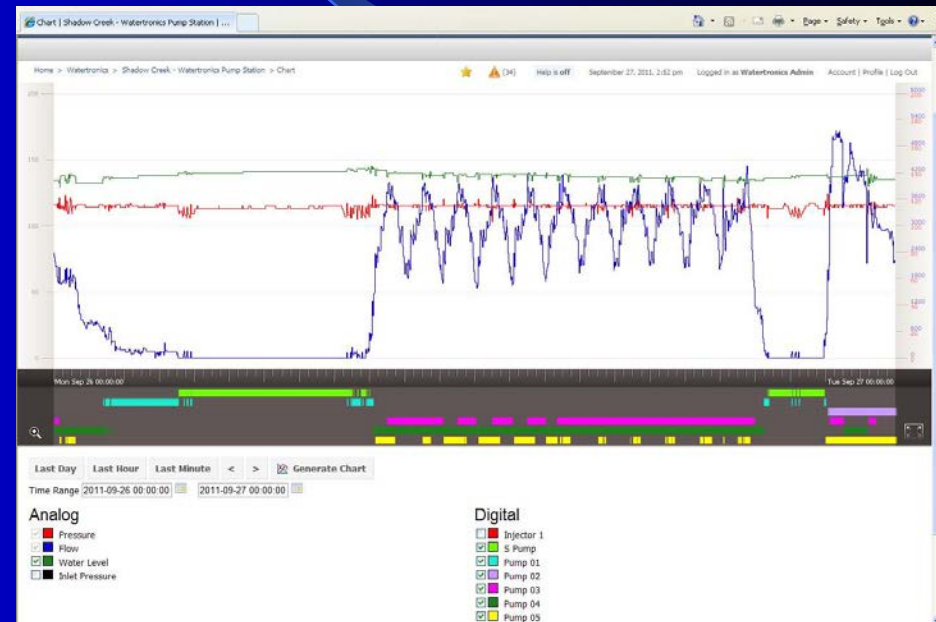 Chart | Shadow Creek - Watertronics Pump Station | ...
Page Safety Tools
Home > Watertronics > Shadow Creek - Watertronics Pump Station > Chart
(34) Help is off September 27, 2011, 2:52 pm Logged in as Watertronics Admin Account | Profile | Log Out
200
150
100
50
0
Mon Sep 26 00:00:00 Tue Sep 27 00:00:00
Last Day Last Hour Last Minute < > Generate Chart
Time Range 2011-09-26 00:00:00 2011-09-27 00:00:00
Analog
Pressure
Flow
Water Level
Inlet Pressure
Digital
Injector 1
S Pump
Pump 01
Pump 02
Pump 03
Pump 04
Pump 05